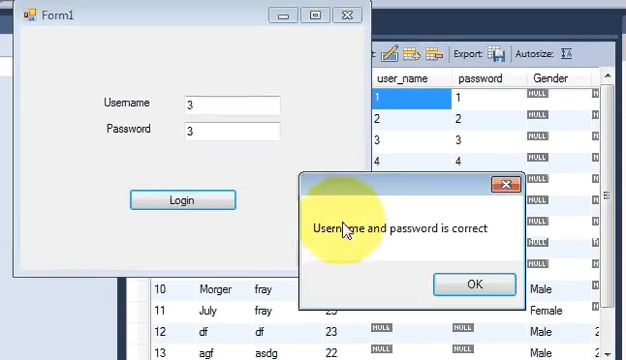 Form1
Export: Autosize:
user_name password Gender
Username 3 1 1 NULL
Password 3 2 2 NULL
3 3 NULL
4 4 NULL
Login
Username and password is correct
OK
10 Morger fray Male
11 July fray Female
12 df df 23 NULL NULL Male
13 agf asdg Male